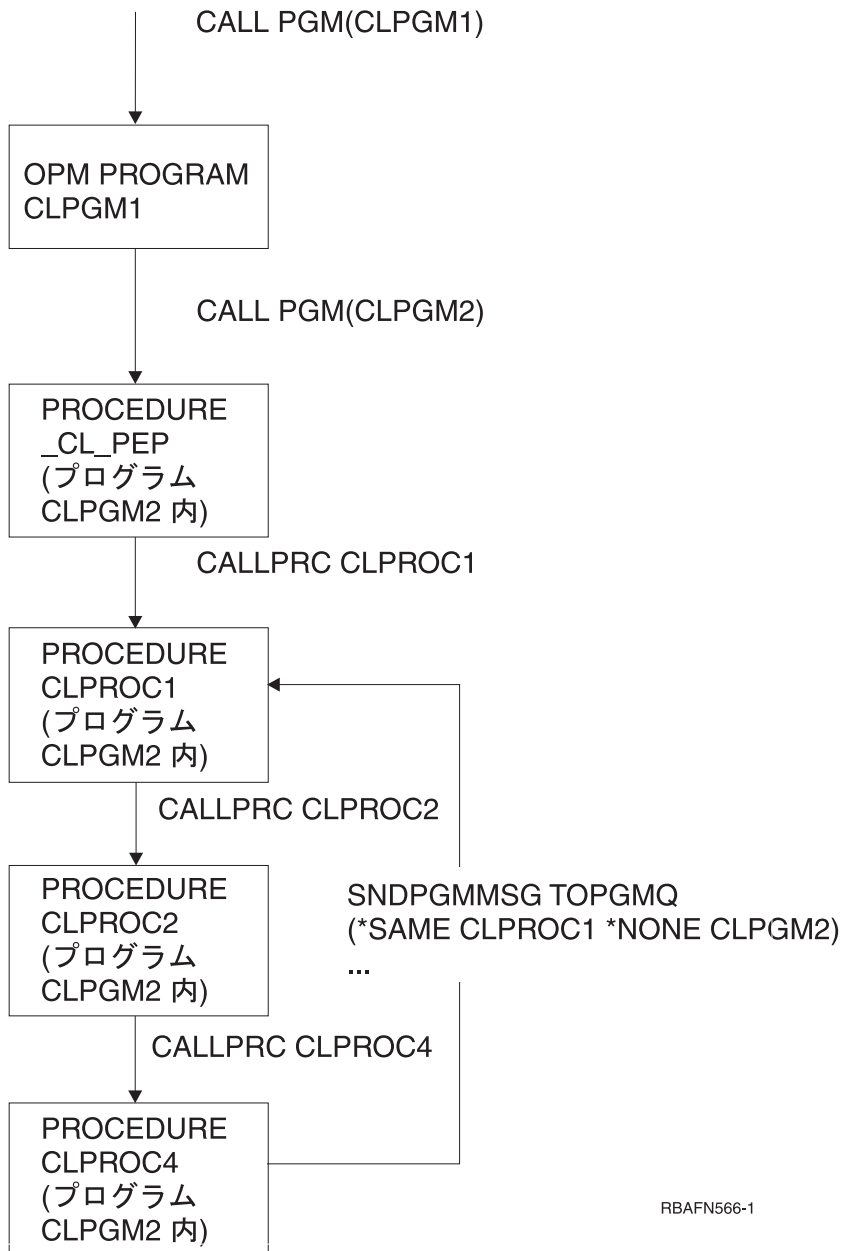 CALL PGM(CLPGM1)
OPM PROGRAM
CLPGM1
CALL PGM(CLPGM2)
PROCEDURE
_CL_PEP
(プログラム
CLPGM2 内)
CALLPRC CLPROC1
PROCEDURE
CLPROC1
(プログラム
CLPGM2 内)
CALLPRC CLPROC2
PROCEDURE
CLPROC2
(プログラム
CLPGM2 内)
SNDPGMMSG TOPGMQ
(*SAME CLPROC1 *NONE CLPGM2)
...
CALLPRC CLPROC4
PROCEDURE
CLPROC4
(プログラム
CLPGM2 内)
RBAFN566-1